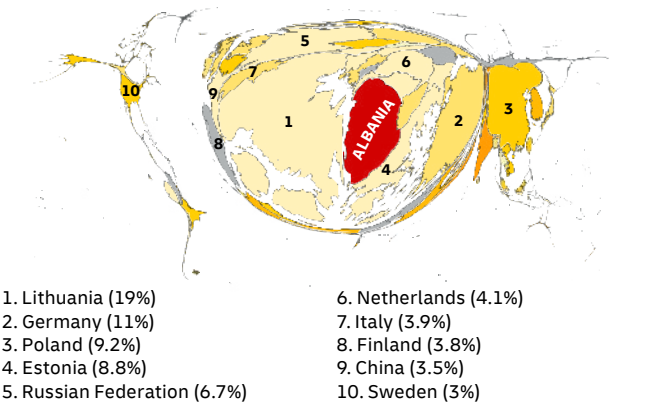 5
6
7
10
9
3
1
2
ALBANIA
8
4
1. Lithuania (19%)
2. Germany (11%)
3. Poland (9.2%)
4. Estonia (8.8%)
5. Russian Federation (6.7%)
6. Netherlands (4.1%)
7. Italy (3.9%)
8. Finland (3.8%)
9. China (3.5%)
10. Sweden (3%)